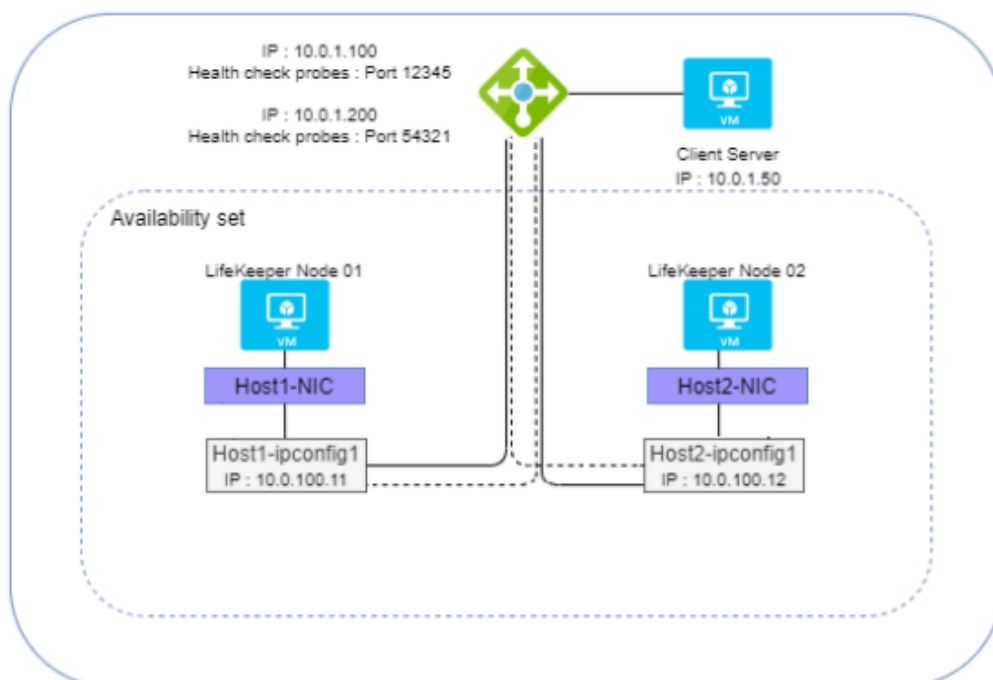 IP : 10.0.1.100
Health check probes : Port 12345
IP : 10.0.1.200
Health check probes : Port 54321
VM
Client Server
IP : 10.0.1.50
Availability set
LifeKeeper Node 01
VM
Host1-NIC
Host1-ipconfig1
IP : 10.0.100.11
LifeKeeper Node 02
VM
Host2-NIC
Host2-ipconfig1
IP : 10.0.100.12